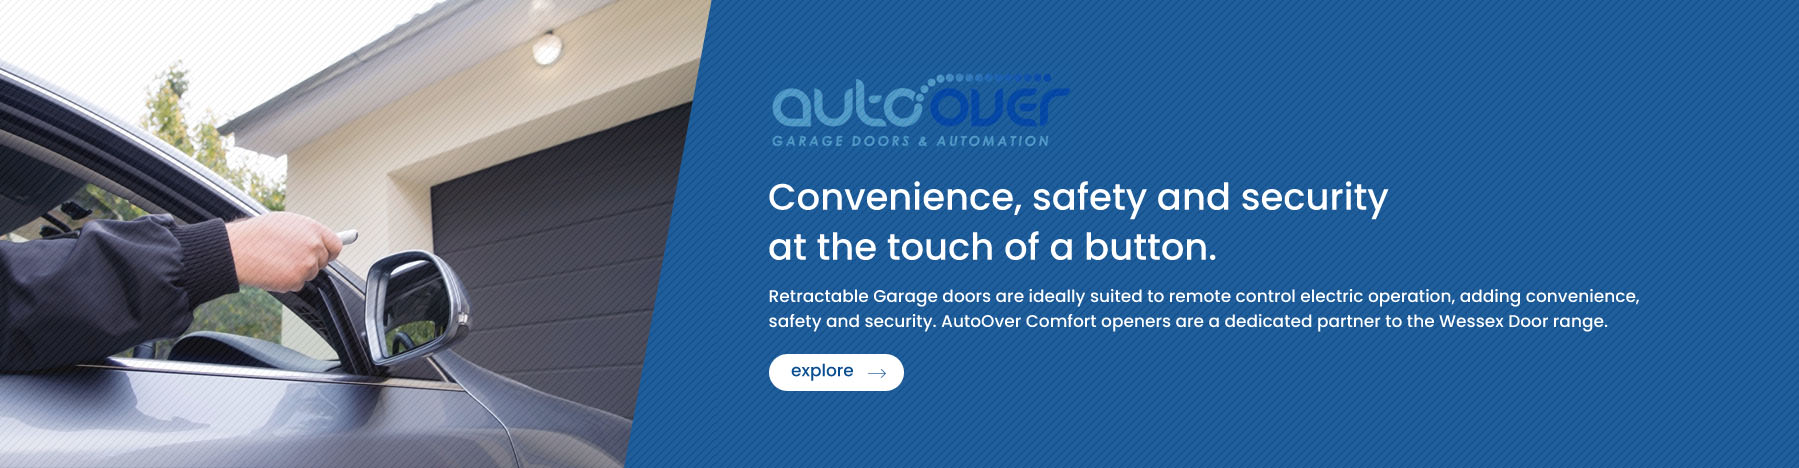 auto over
GARAGE DOORS & AUTOMATION
Convenience, safety and security
at the touch of a button.
Retractable Garage doors are ideally suited to remote control electric operation, adding convenience,
safety and security. AutoOver Comfort openers are a dedicated partner to the Wessex Door range.
explore →